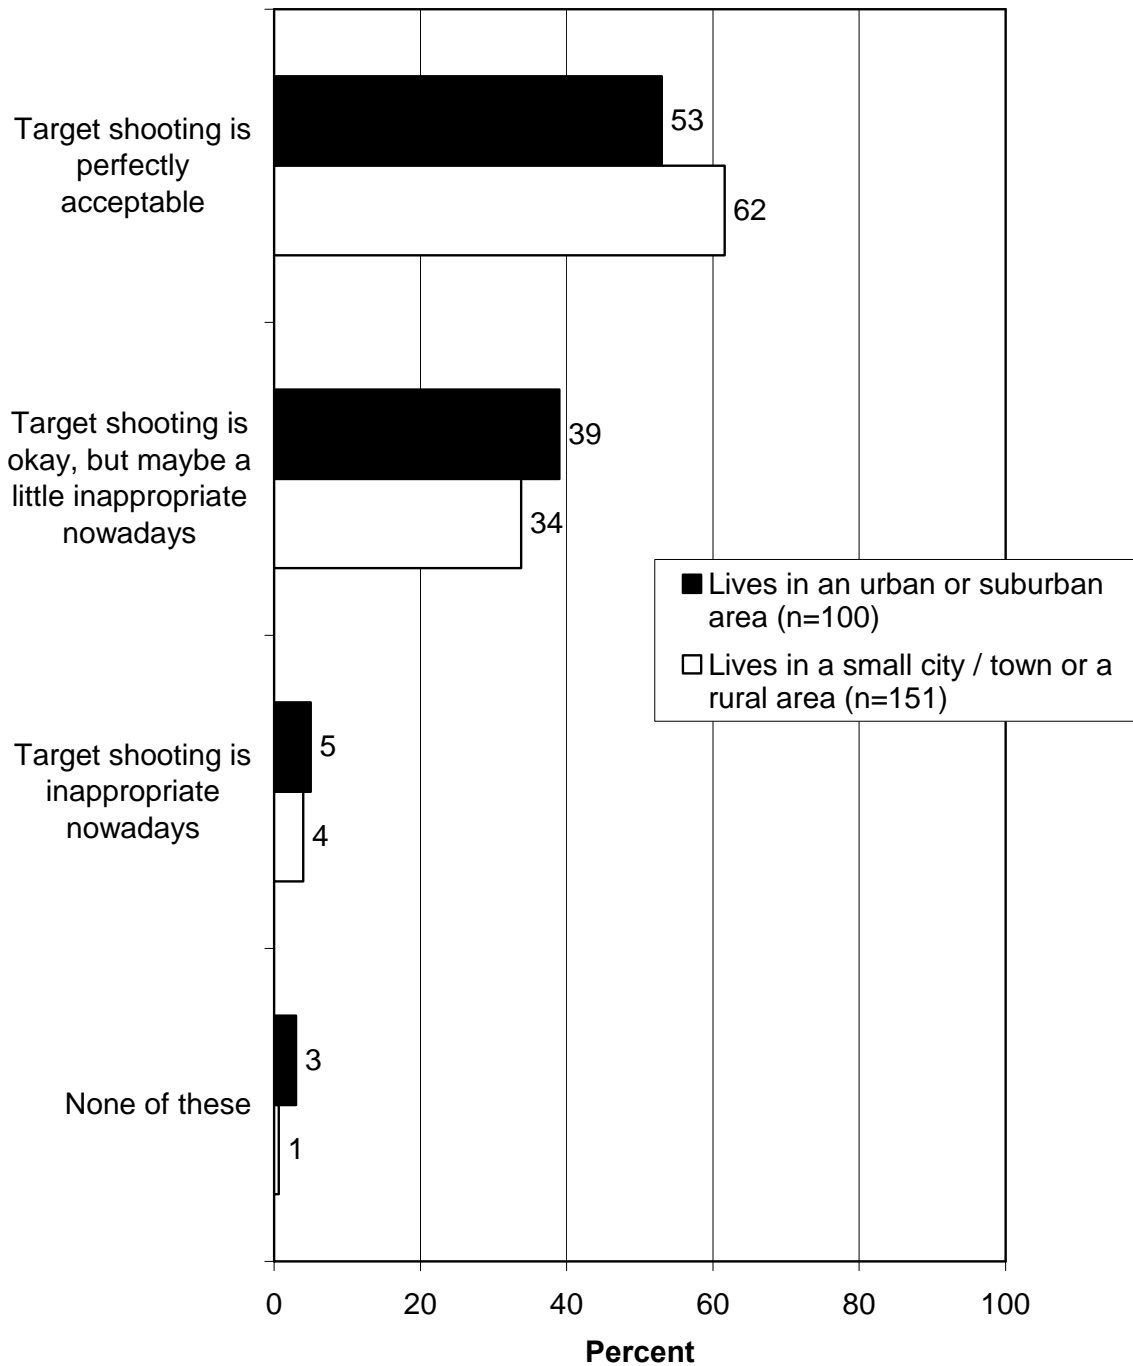 Target shooting is
perfectly
acceptable
53
62
Target shooting is
okay, but maybe a
little inappropriate
nowadays
39
34
Lives in an urban or suburban
area (n=100)
Lives in a small city / town or a
rural area (n=151)
Target shooting is
inappropriate
nowadays
5
4
None of these
3
1
0 20 40 60 80 100
Percent